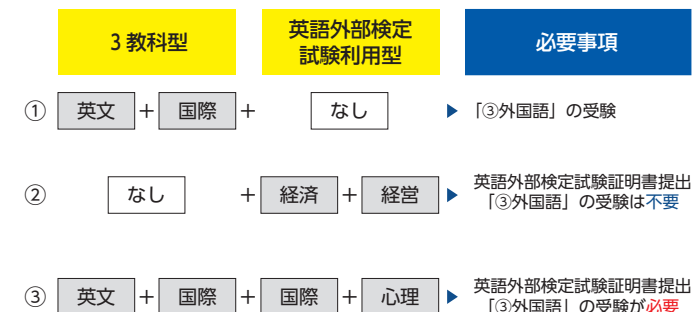 3教科型
英語外部検定
試験利用型
必要事項
① 英文 + 国際 + なし ▶ 「③外国語」の受験
② なし + 経済 + 経営 ▶ 英語外部検定試験証明書提出
「③外国語」の受験は不要
③ 英文 + 国際 + 国際 + 心理 ▶ 英語外部検定試験証明書提出
「③外国語」の受験が必要